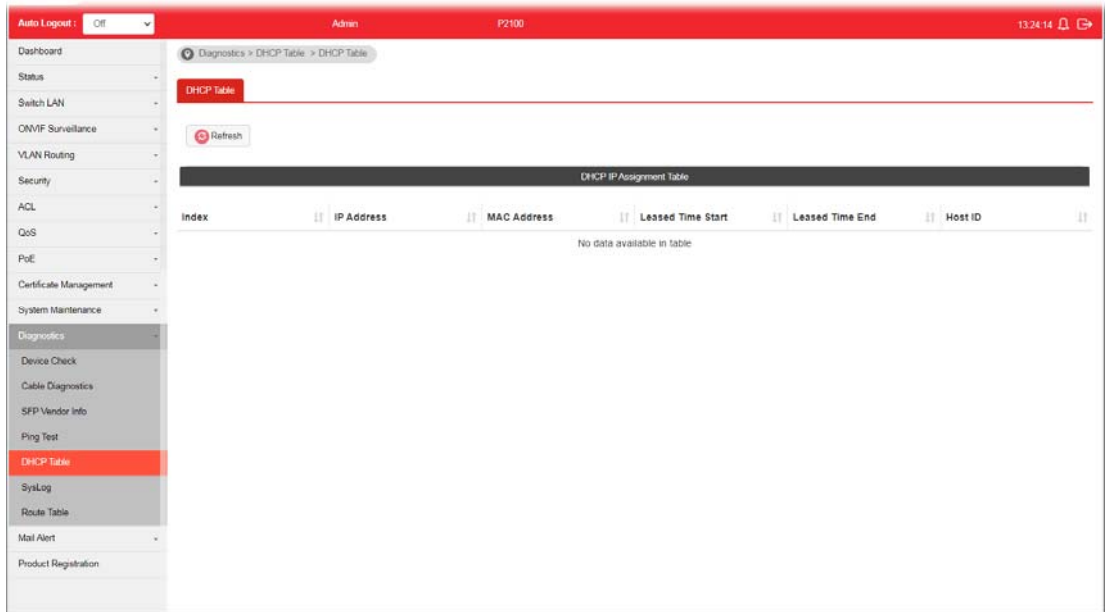 Auto Logout : Off Admin P2100 13:24:14
Dashboard
Status
Switch LAN
ONVIF Surveillance
VLAN Routing
Security
ACL
QoS
PoE
Certificate Management
System Maintenance
Diagnostics
Device Check
Cable Diagnostics
SFP Vendor Info
Ping Test
DHCP Table
SysLog
Route Table
Mail Alert
Product Registration
Diagnostics > DHCP Table > DHCP Table
DHCP Table
Refresh
DHCP IP Assignment Table
Index IP Address MAC Address Leased Time Start Leased Time End Host ID
No data available in table